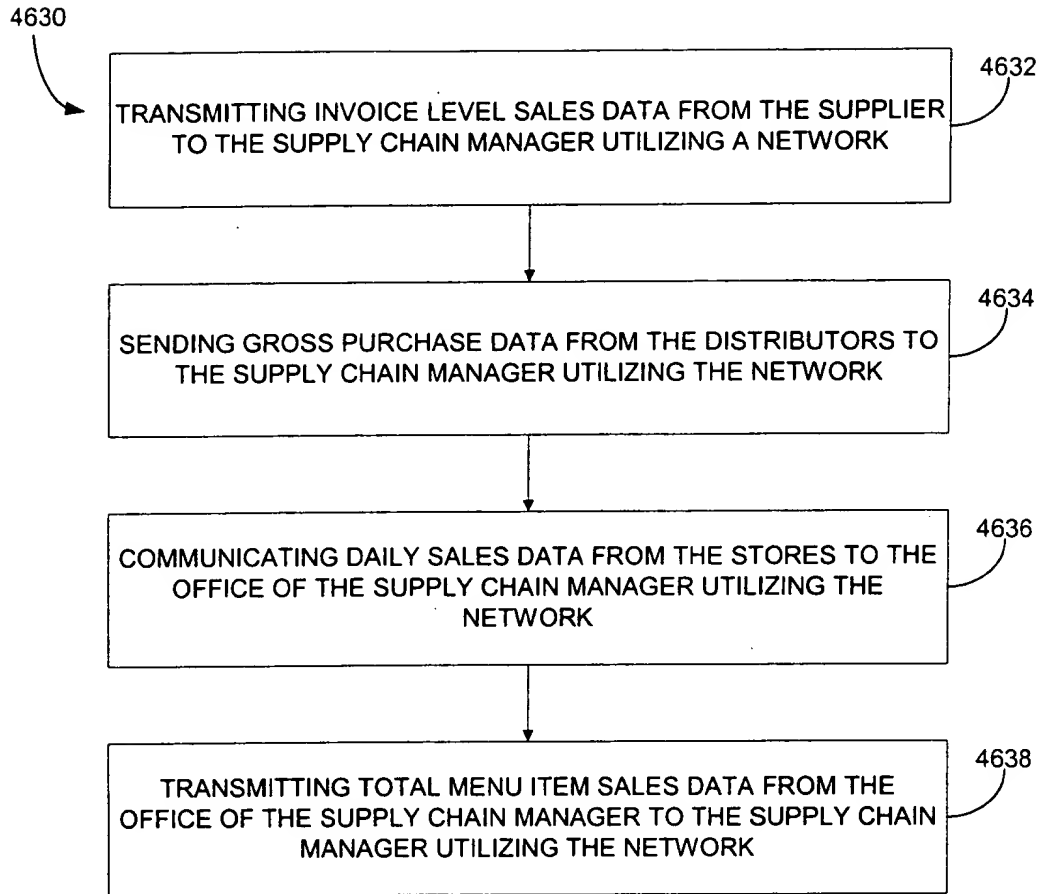 4630
4632
TRANSMITTING INVOICE LEVEL SALES DATA FROM THE SUPPLIER
TO THE SUPPLY CHAIN MANAGER UTILIZING A NETWORK
4634
SENDING GROSS PURCHASE DATA FROM THE DISTRIBUTORS TO
THE SUPPLY CHAIN MANAGER UTILIZING THE NETWORK
4636
COMMUNICATING DAILY SALES DATA FROM THE STORES TO THE
OFFICE OF THE SUPPLY CHAIN MANAGER UTILIZING THE
NETWORK
4638
TRANSMITTING TOTAL MENU ITEM SALES DATA FROM THE
OFFICE OF THE SUPPLY CHAIN MANAGER TO THE SUPPLY CHAIN
MANAGER UTILIZING THE NETWORK